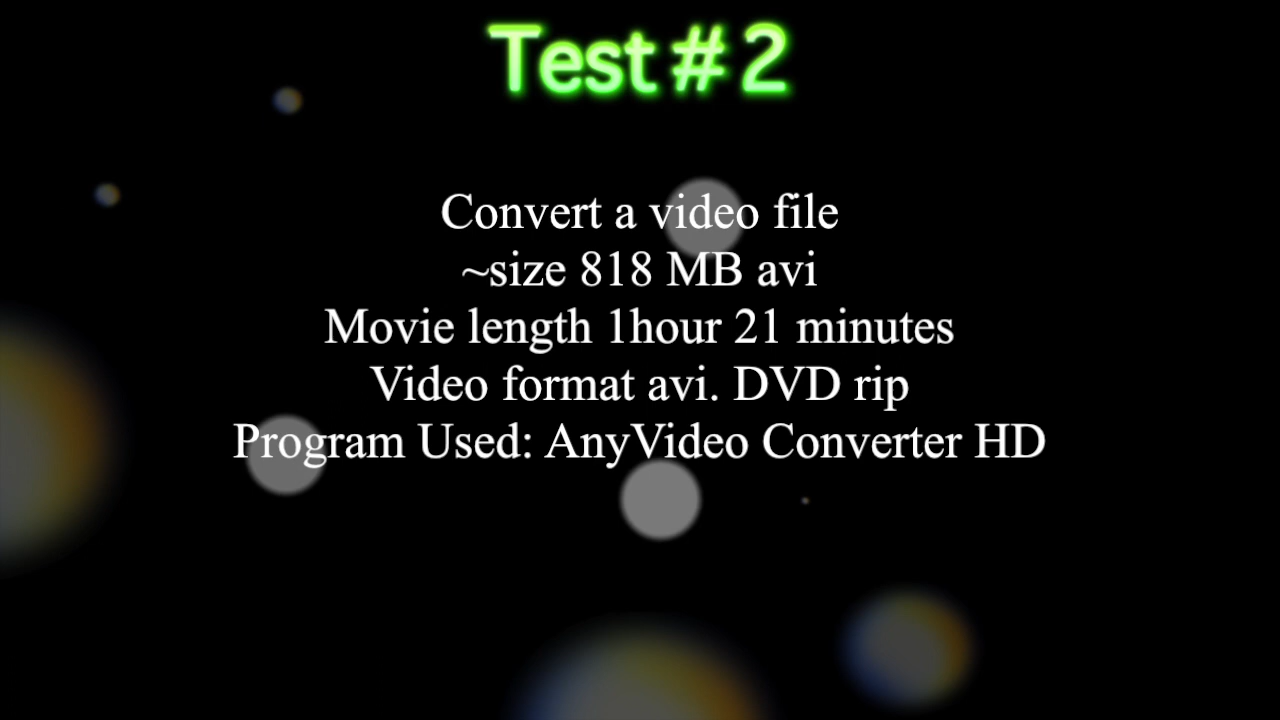 Test # 2
Convert a video file
~size 818 MB avi
Movie length 1hour 21 minutes
Video format avi. DVD rip
Program Used: AnyVideo Converter HD